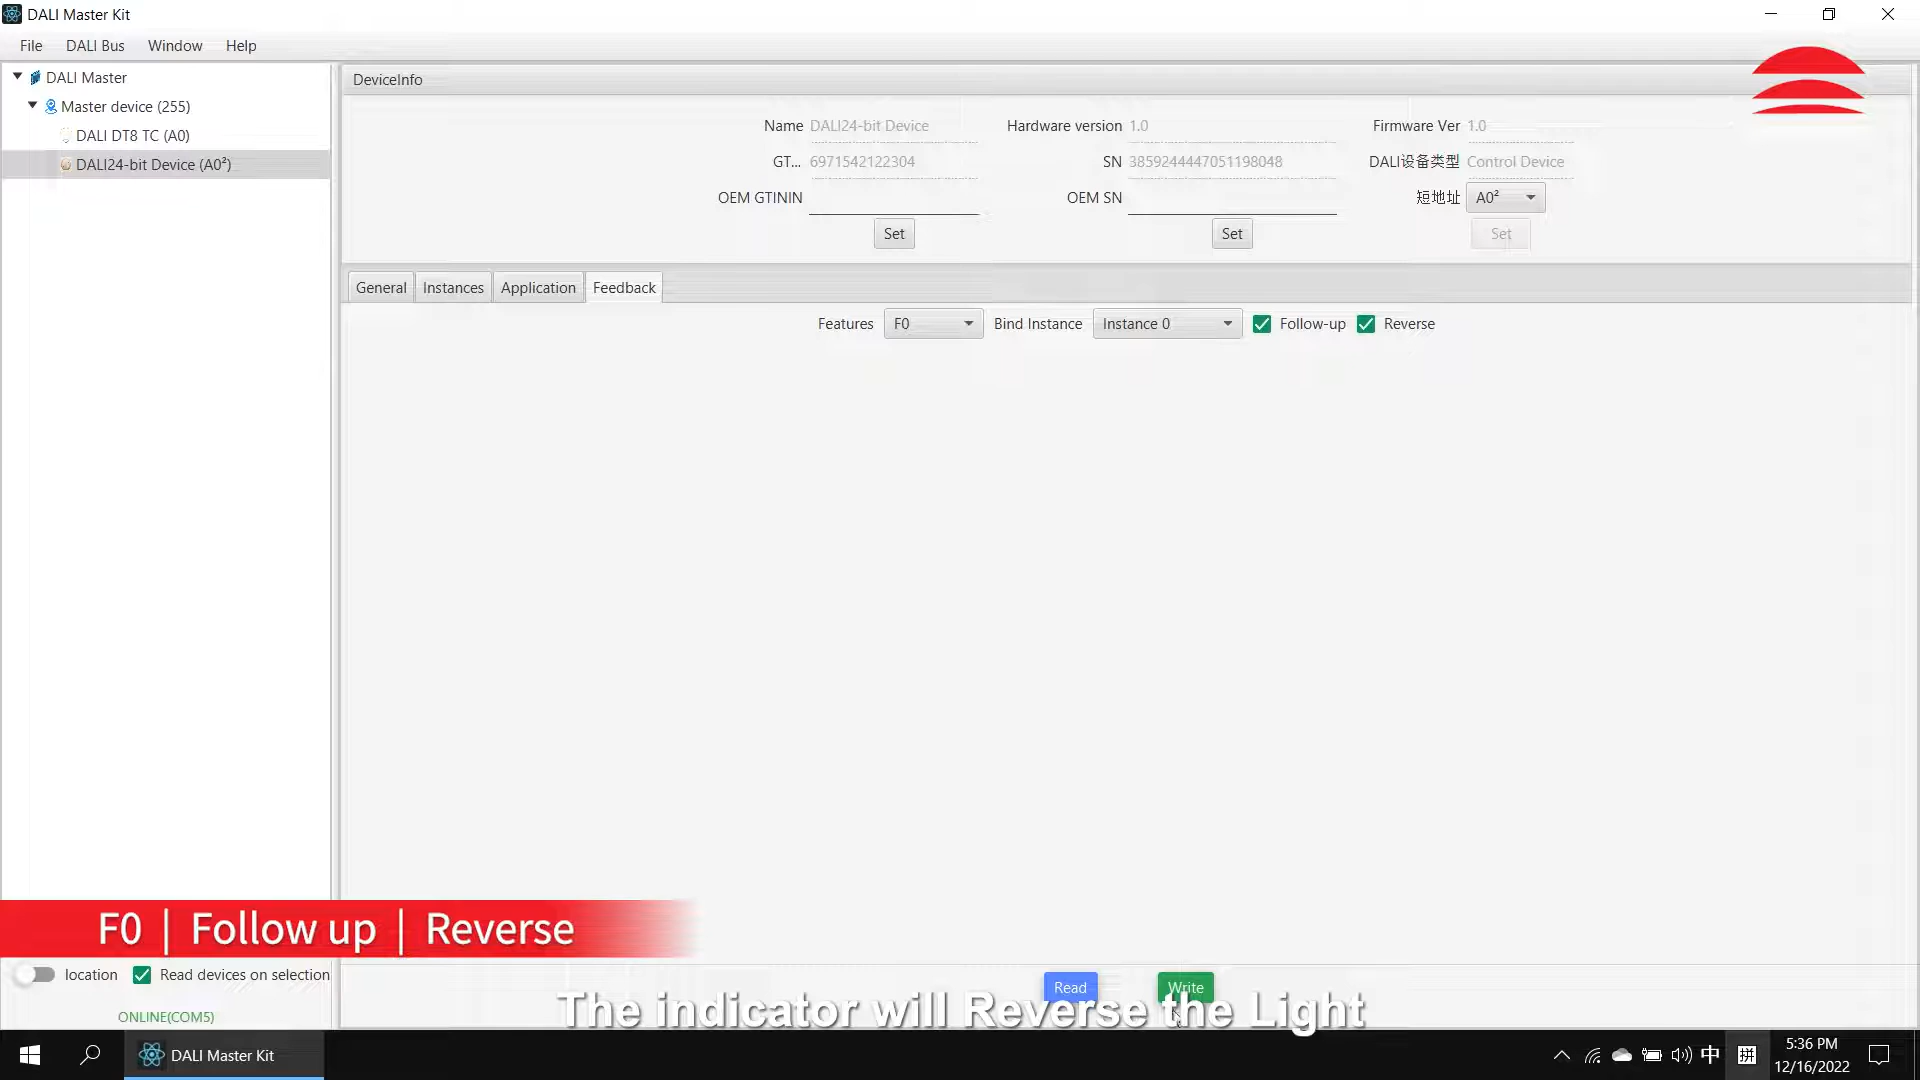 DALI Master Kit
File DALI Bus Window Help
DALI Master
Master device (255)
DALI DT8 TC (A0)
DALI24-bit Device (A0²)
DeviceInfo
Name DALI24-bit Device Hardware version 1.0 Firmware Ver 1.0
GT... 6971542122304 SN 3859244447051198048 DALI设备类型 Control Device
OEM GTININ OEM SN 短地址 A0²
Set Set Set
General Instances Application Feedback
Features F0 Bind Instance Instance 0 Follow-up Reverse
F0 | Follow up | Reverse
location Read devices on selection
Read Write
The indicator will Reverse the Light
ONLINE(COM5)
DALI Master Kit
中 拼
5:36 PM
12/16/2022